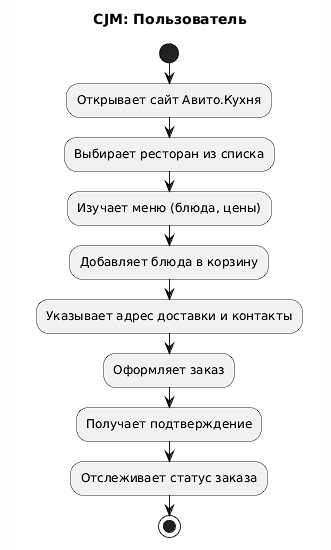 CJM: Пользователь
Открывает сайт Авито.Кухня
Выбирает ресторан из списка
Изучает меню (блюда, цены)
Добавляет блюда в корзину
Указывает адрес доставки и контакты
Оформляет заказ
Получает подтверждение
Отслеживает статус заказа